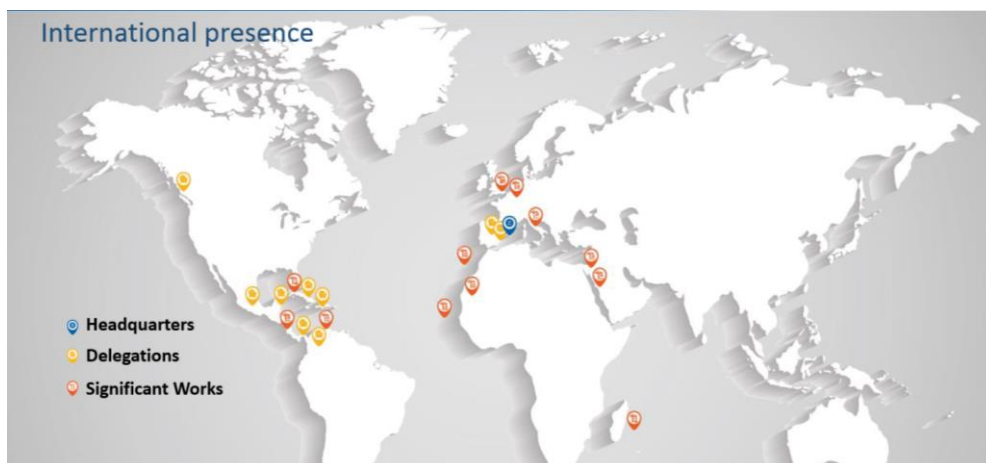 International presence
Headquarters
Delegations
Significant Works